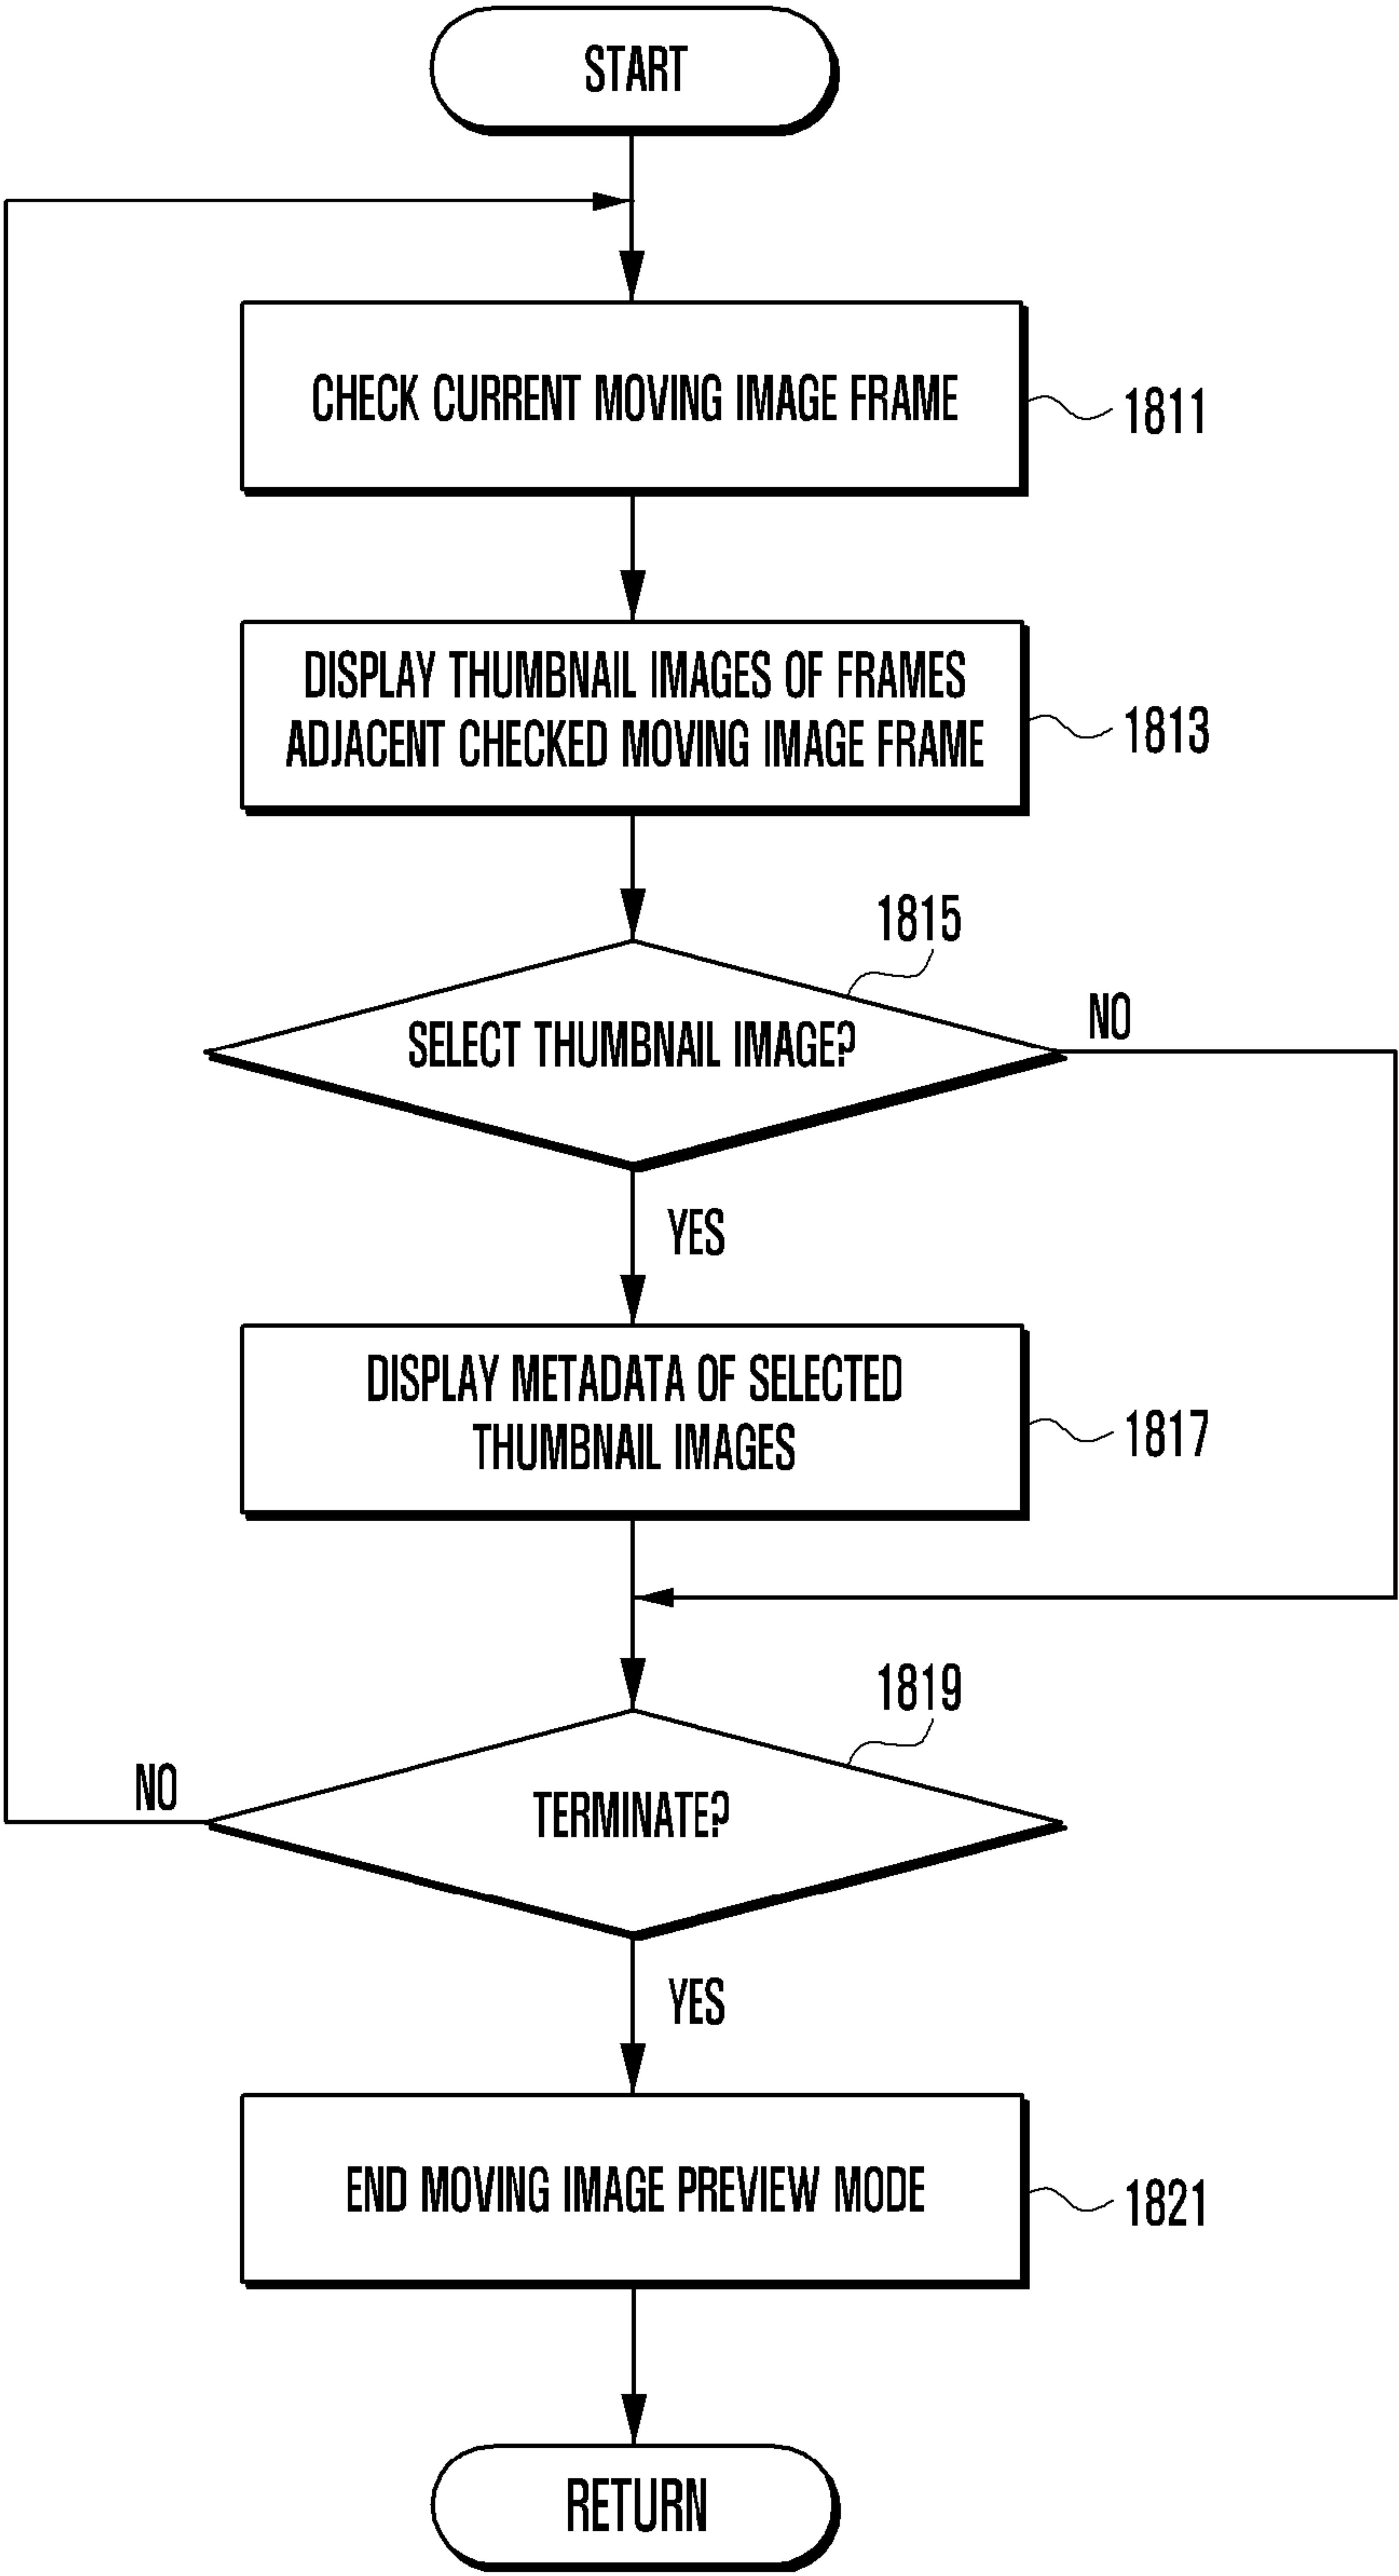 START
CHECK CURRENT MOVING IMAGE FRAME
1811
DISPLAY THUMBNAIL IMAGES OF FRAMES
ADJACENT CHECKED MOVING IMAGE FRAME
1813
1815
SELECT THUMBNAIL IMAGE?
NO
YES
DISPLAY METADATA OF SELECTED
THUMBNAIL IMAGES
1817
1819
NO
TERMINATE?
YES
END MOVING IMAGE PREVIEW MODE
1821
RETURN